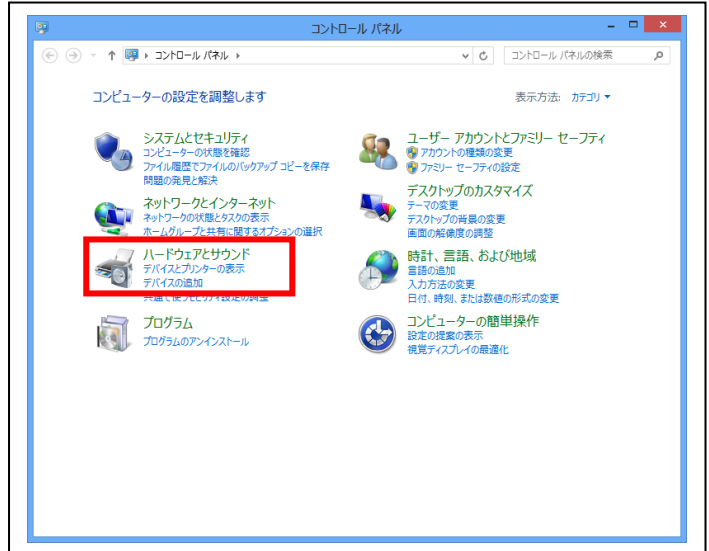 コントロール パネル
コントロール パネル
コントロール パネルの検索
コンピューターの設定を調整します
表示方法: カテゴリ
システムとセキュリティ
コンピューターの状態を確認
ファイル履歴でファイルのバックアップ コピーを保存
問題の発見と解決
ネットワークとインターネット
ネットワークの状態とタスクの表示
ホームグループと共有に関するオプションの選択
ハードウェアとサウンド
デバイスとプリンターの表示
デバイスの追加
共通で使うモビリティ設定の調整
プログラム
プログラムのアンインストール
ユーザー アカウントとファミリー セーフティ
アカウントの種類の変更
ファミリー セーフティの設定
デスクトップのカスタマイズ
テーマの変更
デスクトップの背景の変更
画面の解像度の調整
時計、言語、および地域
言語の追加
入力方法の変更
日付、時刻、または数値の形式の変更
コンピューターの簡単操作
設定の提案の表示
視覚ディスプレイの最適化